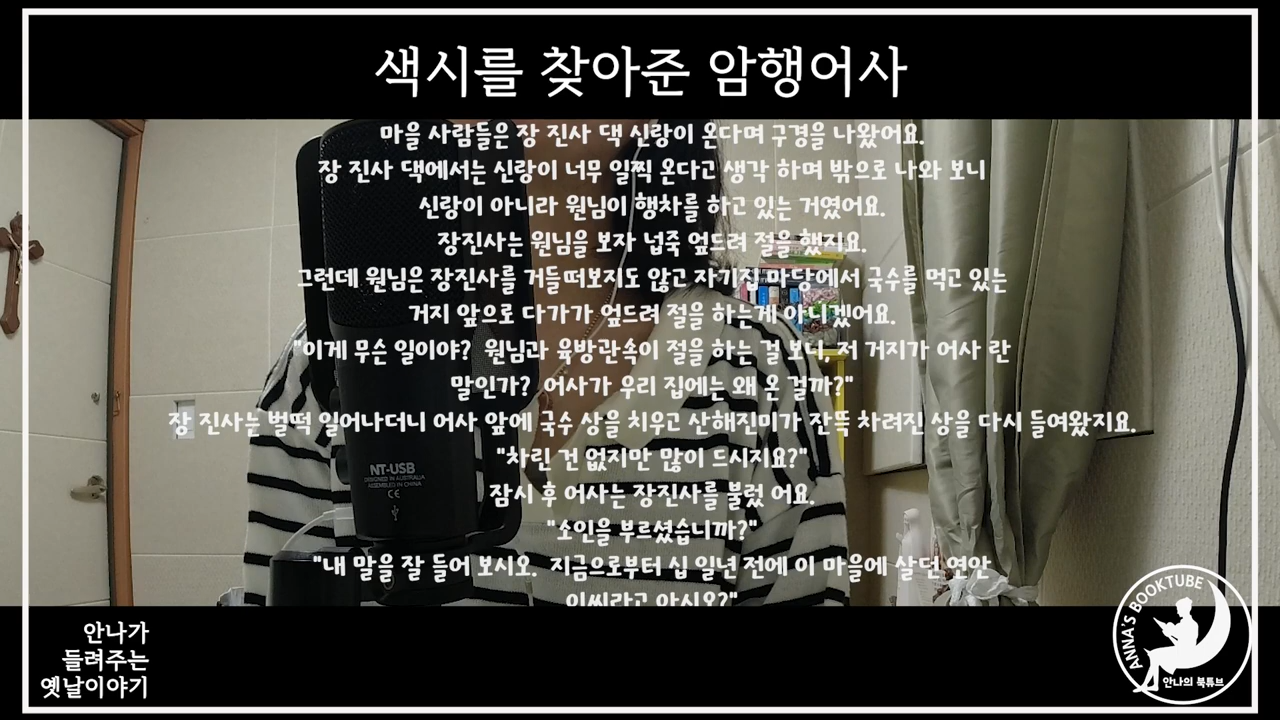 색시를 찾아준 암행어사
마을 사람들은 장 진사 댁 신랑이 온다며 구경을 나왔어요.
장 진사 댁에서는 신랑이 너무 일찍 온다고 생각 하며 밖으로 나와 보니
신랑이 아니라 원님이 행차를 하고 있는 거였어요.
장진사는 원님을 보자 넙죽 엎드려 절을 했지요.
그런데 원님은 장진사를 거들떠보지도 않고 자기집 마당에서 국수를 먹고 있는
거지 앞으로 다가가 엎드려 절을 하는게 아니겠어요.
"이게 무슨 일이야? 원님과 육방관속이 절을 하는 걸 보니, 저 거지가 어사 란
말인가? 어사가 우리 집에는 왜 온 걸까?"
장 진사는 벌떡 일어나더니 어사 앞에 국수 상을 치우고 산해진미가 잔뜩 차려진 상을 다시 들여왔지요.
"차린 건 없지만 많이 드시지요?"
잠시 후 어사는 장진사를 불렀 어요.
"소인을 부르셨습니까?"
"내 말을 잘 들어 보시오. 지금으로부터 십 일년 전에 이 마을에 살던 연안
이씨라고 아시오?"
NT-USB
DESIGNED IN AUSTRALIA
ASSEMBLED IN CHINA
CE
안나가
들려주는
옛날이야기
ANNA'S BOOKTUBE
안나의 북튜브